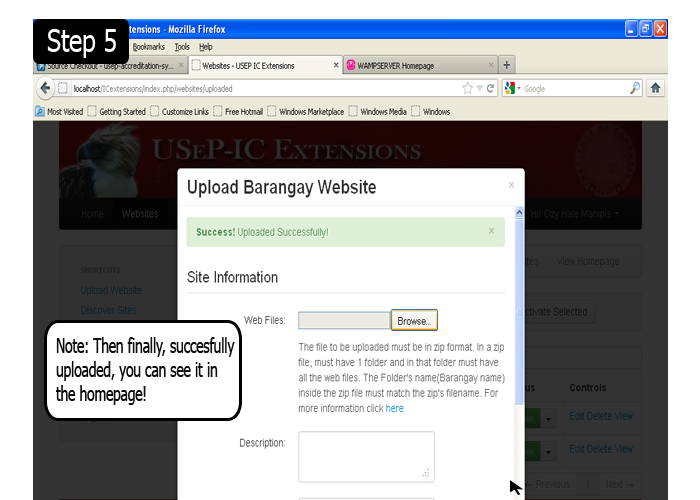 Step 5
tensions - Mozilla Firefox
Bookmarks Tools Help
Source Checkout - usep-accreditation-sy... × Websites - USEP IC Extensions × WAMPSERVER Homepage × +
localhost/ICextensions/index.php/websites/uploaded
Google
Most Visited Getting Started Customize Links Free Hotmail Windows Marketplace Windows Media Windows
USeP-IC Extensions
Home Websites
Hi! Ozy Hale Manipis
Upload Barangay Website ×
Success! Uploaded Successfully! ×
Site Information
SHORTCUTS
Upload Website
Discover Sites
tes View Homepage
ctivate Selected
Web Files: Browse...
The file to be uploaded must be in zip format. In a zip
file, must have 1 folder and in that folder must have
all the web files. The Folder's name(Barangay name)
inside the zip file must match the zip's filename. For
more information click here
Note: Then finally, succesfully
uploaded, you can see it in
the homepage!
us Controls
Edit Delete View
Edit Delete View
Description:
← Previous 1 Next →